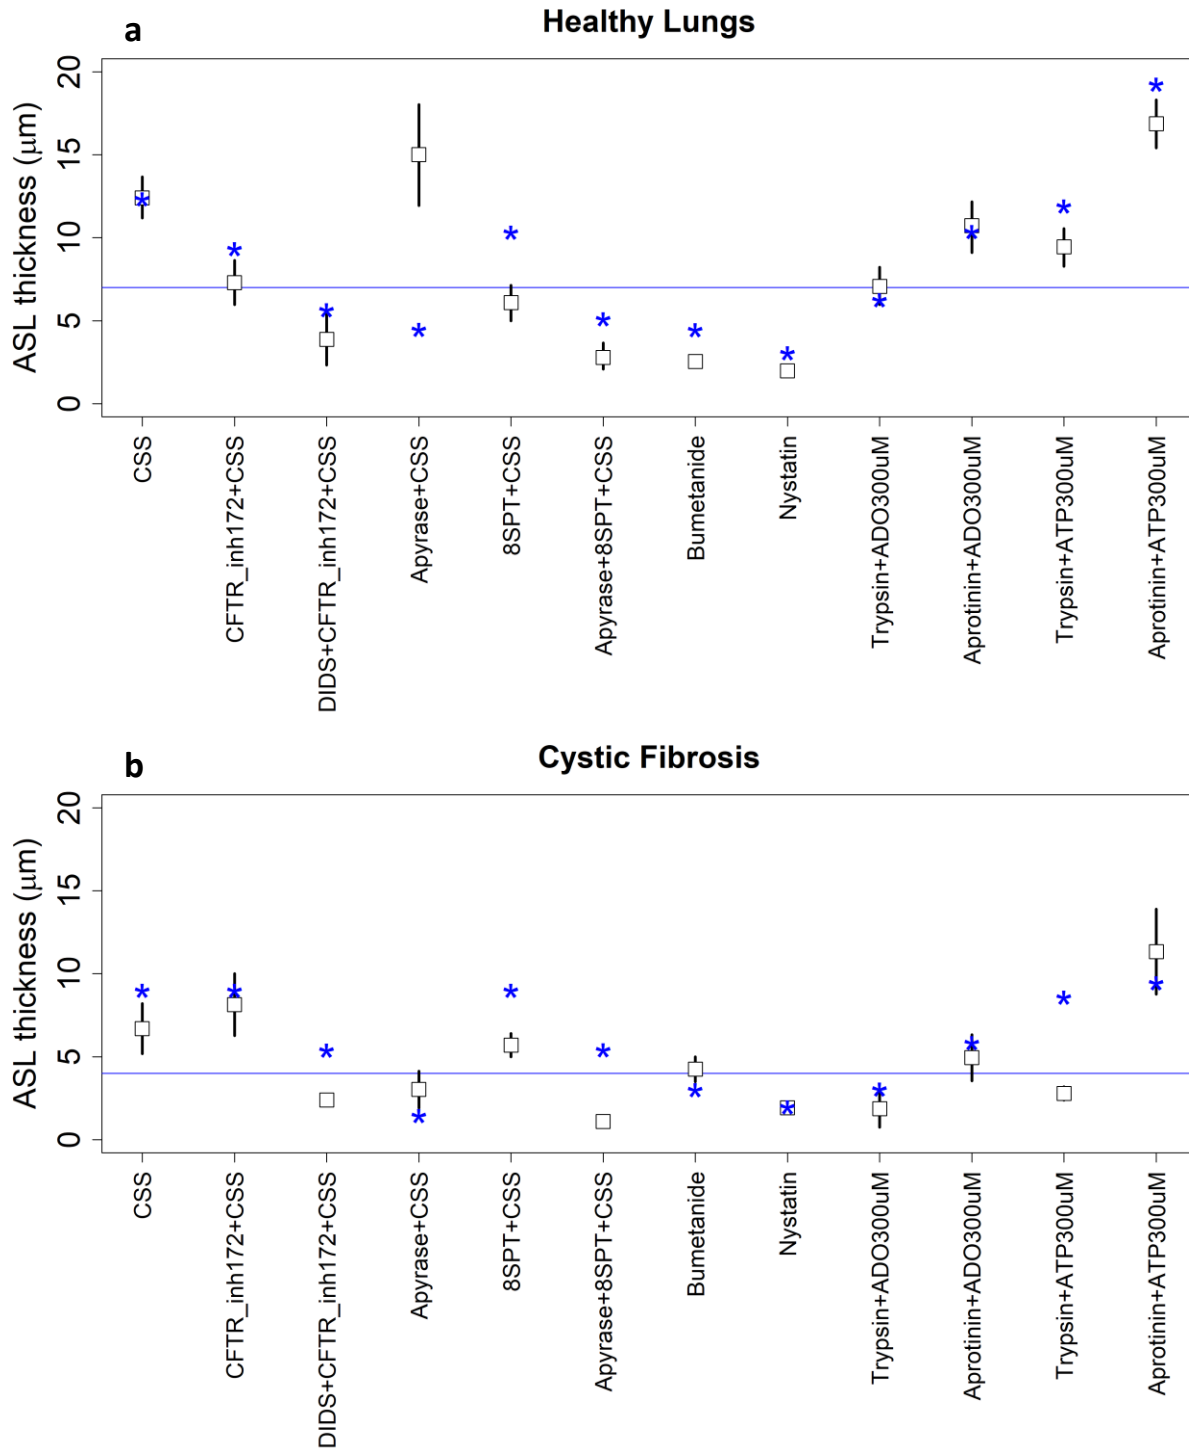 a
Healthy Lungs
ASL thickness (μm)
20
15
10
5
0
CSS
CFTR_inh172+CSS
DIDS+CFTR_inh172+CSS
Apyrase+CSS
8SPT+CSS
Apyrase+8SPT+CSS
Bumetanide
Nystatin
Trypsin+ADO300uM
Aprotinin+ADO300uM
Trypsin+ATP300uM
Aprotinin+ATP300uM
b
Cystic Fibrosis
ASL thickness (μm)
20
15
10
5
0
CSS
CFTR_inh172+CSS
DIDS+CFTR_inh172+CSS
Apyrase+CSS
8SPT+CSS
Apyrase+8SPT+CSS
Bumetanide
Nystatin
Trypsin+ADO300uM
Aprotinin+ADO300uM
Trypsin+ATP300uM
Aprotinin+ATP300uM